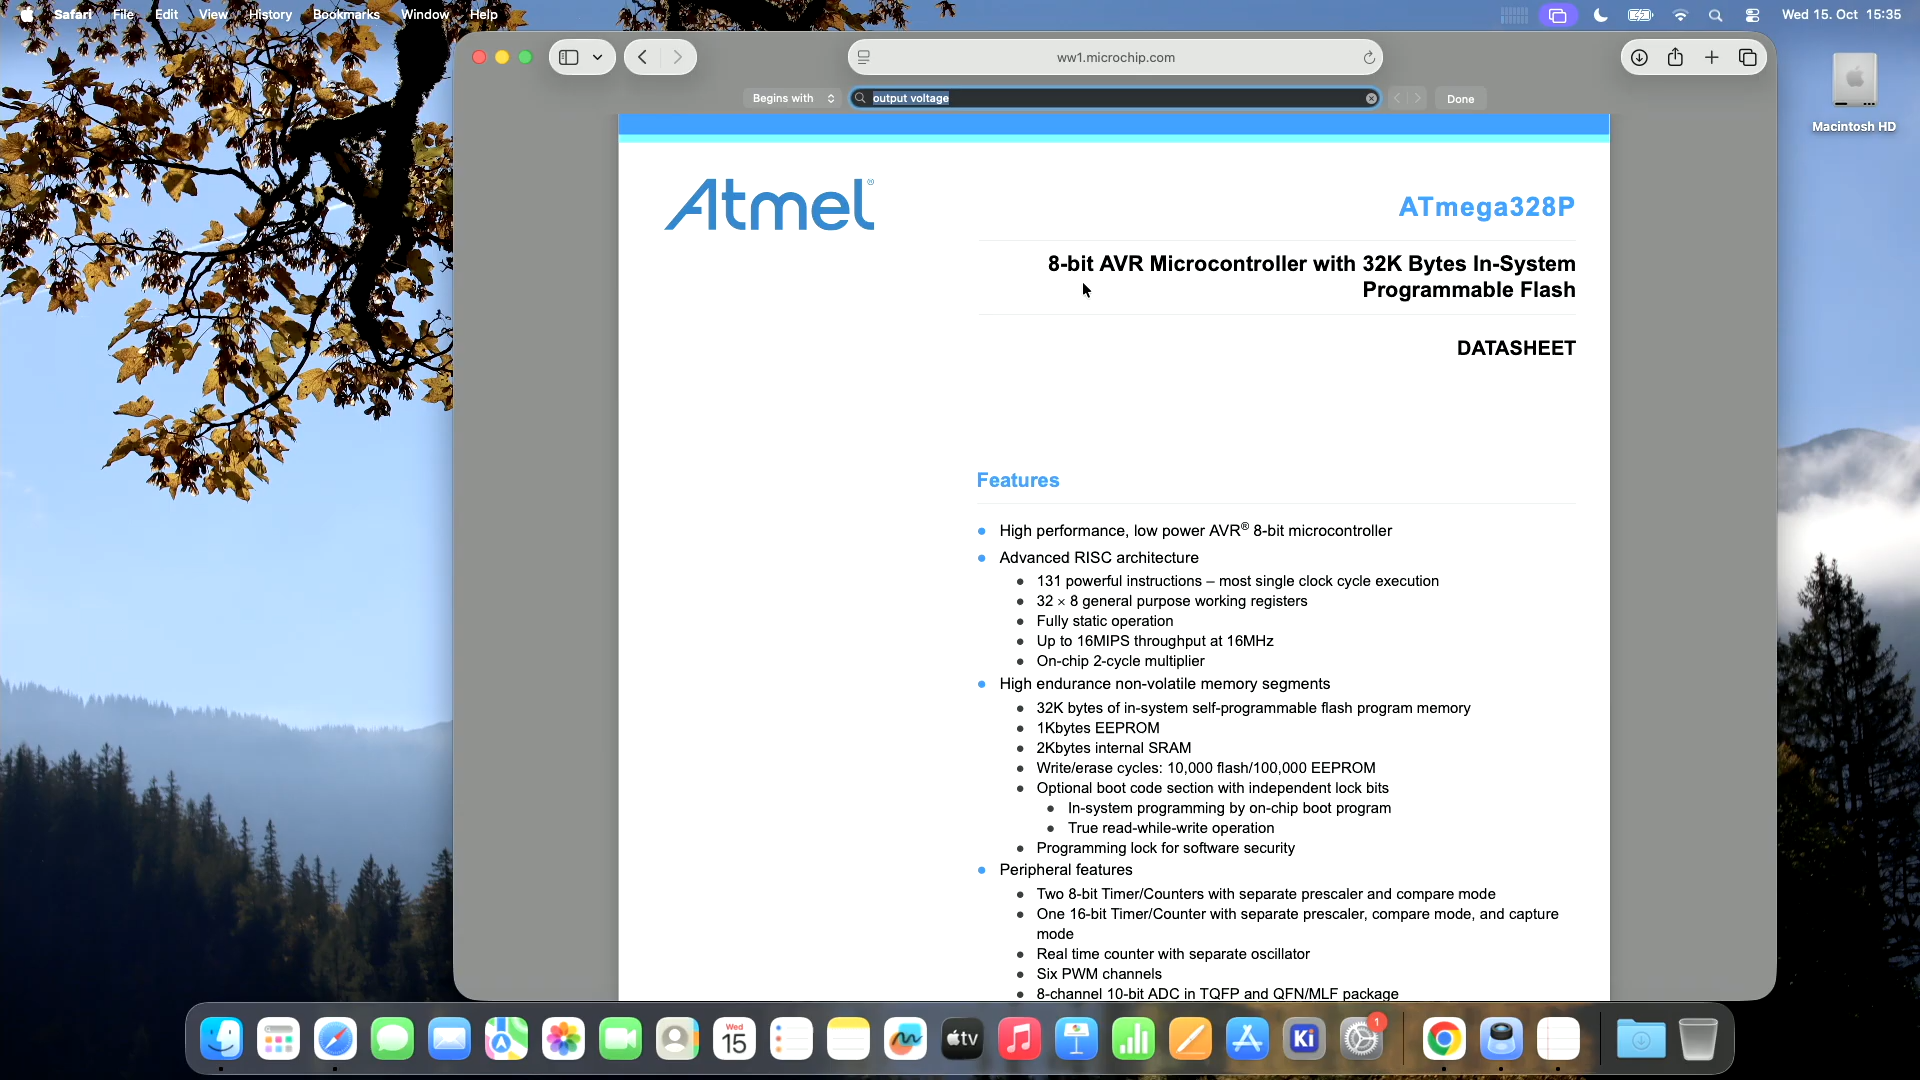 Safari File Edit View History Bookmarks Window Help
Wed 15. Oct 15:35
ww1.microchip.com
Begins with
output voltage
Done
Macintosh HD
Atmel®
ATmega328P
8-bit AVR Microcontroller with 32K Bytes In-System
Programmable Flash
DATASHEET
Features
High performance, low power AVR® 8-bit microcontroller
Advanced RISC architecture
131 powerful instructions – most single clock cycle execution
32 × 8 general purpose working registers
Fully static operation
Up to 16MIPS throughput at 16MHz
On-chip 2-cycle multiplier
High endurance non-volatile memory segments
32K bytes of in-system self-programmable flash program memory
1Kbytes EEPROM
2Kbytes internal SRAM
Write/erase cycles: 10,000 flash/100,000 EEPROM
Optional boot code section with independent lock bits
In-system programming by on-chip boot program
True read-while-write operation
Programming lock for software security
Peripheral features
Two 8-bit Timer/Counters with separate prescaler and compare mode
One 16-bit Timer/Counter with separate prescaler, compare mode, and capture
mode
Real time counter with separate oscillator
Six PWM channels
8-channel 10-bit ADC in TQFP and QFN/MLF package
Wed
15
tv
Ki
1